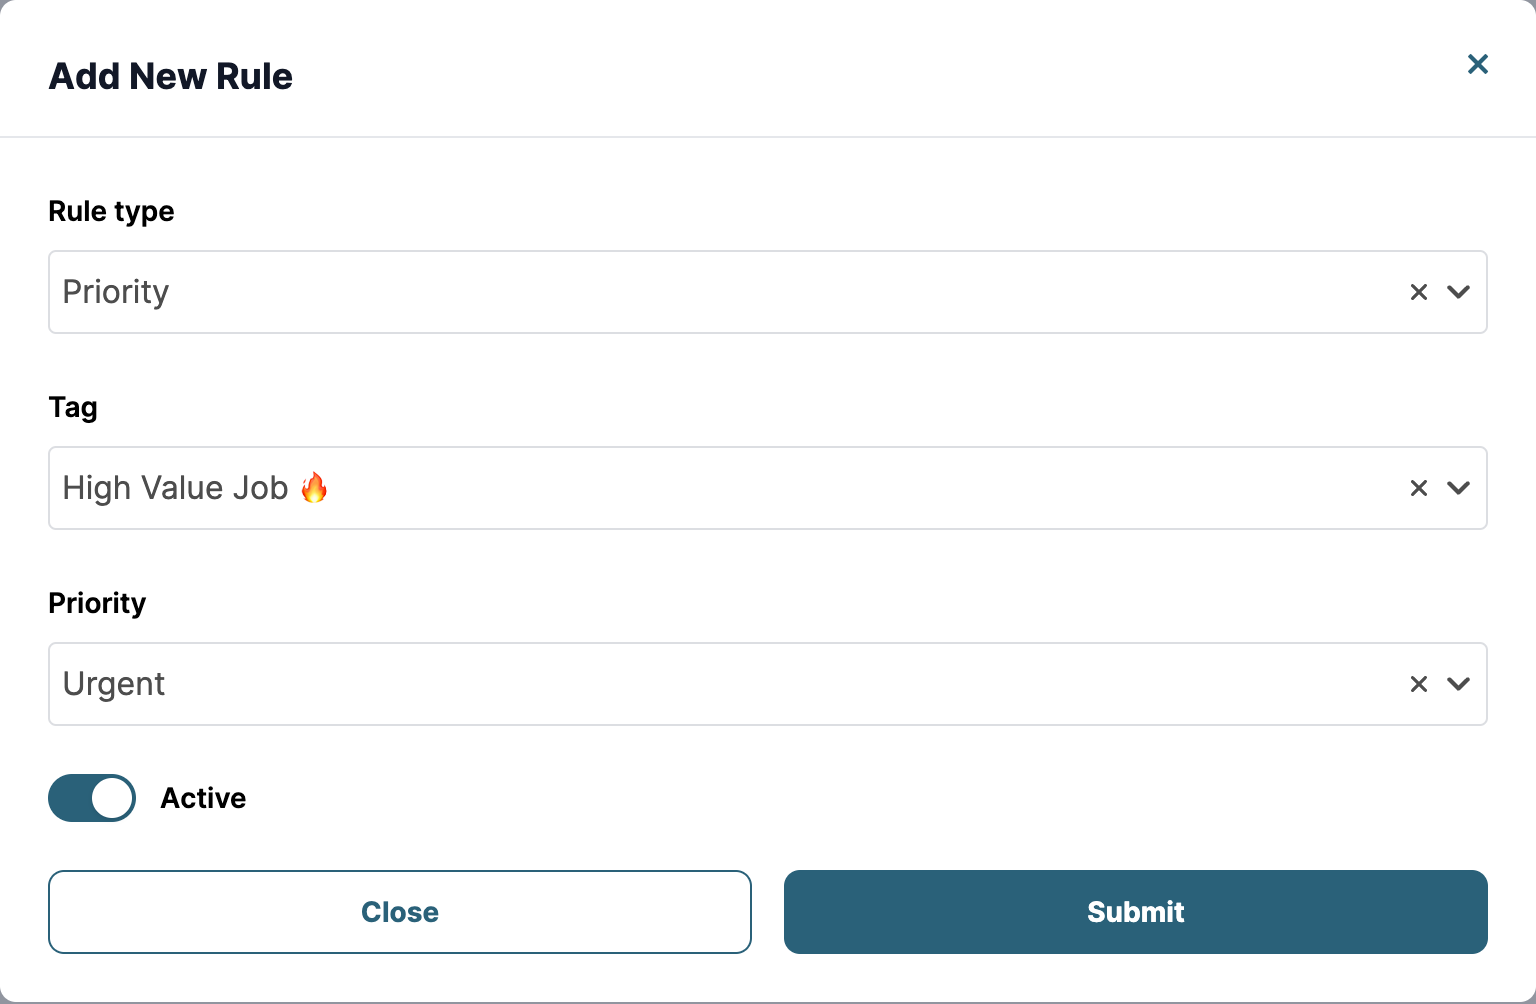 Add New Rule
Rule type
Priority
Tag
High Value Job 🔥
Priority
Urgent
Active
Close
Submit